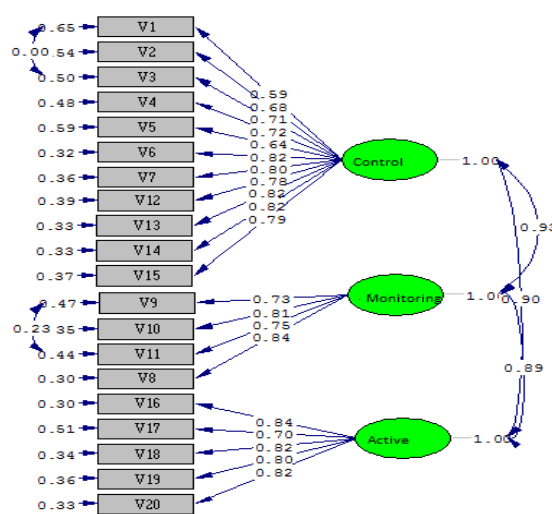 0.65 V1
0.00
0.54 V2
0.50 V3
0.48 V4
0.59 V5
0.32 V6
0.36 V7
0.39 V12
0.33 V13
0.33 V14
0.37 V15
0.59
0.68
0.71
0.72
0.64
0.82
0.80
0.78
0.82
0.82
0.79
Control 1.00
0.93
0.47 V9
0.23
0.35 V10
0.44 V11
0.30 V8
0.73
0.81
0.75
0.84
Monitoring 1.00
0.90
0.89
0.30 V16
0.51 V17
0.34 V18
0.36 V19
0.33 V20
0.84
0.70
0.82
0.80
0.82
Active 1.00